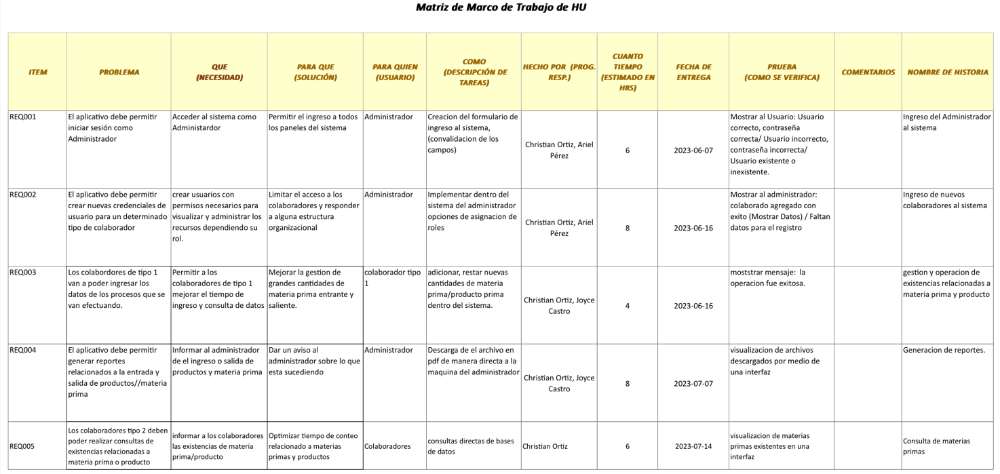 Matriz de Marco de Trabajo de HU
ITEM
PROBLEMA
QUE
(NECESIDAD)
PARA QUE
(SOLUCIÓN)
PARA QUIEN
(USUARIO)
COMO
(DESCRIPCIÓN DE
TAREAS)
HECHO POR (PROG.
RESP.)
CUANTO
TIEMPO
(ESTIMADO EN
HRS)
FECHA DE
ENTREGA
PRUEBA
(COMO SE VERIFICA)
COMENTARIOS
NOMBRE DE HISTORIA
REQ001
El aplicativo debe permitir
iniciar sesión como
Administrador
Acceder al sistema como
Administardor
Permitir el ingreso a todos
los paneles del sistema
Administrador
Creacion del formulario de
ingreso al sistema,
(convalidacion de los
campos)
Christian Ortiz, Ariel
Pérez
6
2023-06-07
Mostrar al Usuario: Usuario
correcto, contraseña
correcta/ Usuario incorrecto,
contraseña incorrecta/
Usuario existente o
inexistente.
Ingreso del Administrador
al sistema
REQ002
El aplicativo debe permitir
crear nuevas credenciales de
usuario para un determinado
tipo de colaborador
crear usuarios con
permisos necesarios para
visualizar y administrar los
recursos dependiendo su
rol.
Limitar el acceso a los
colaboradores y responder
a alguna estructura
organizacional
Administrador
Implementar dentro del
sistema del administrador
opciones de asignacion de
roles
Christian Ortiz, Ariel
Pérez
8
2023-06-16
Mostrar al administrador:
colaborado agregado con
exito (Mostrar Datos) / Faltan
datos para el registro
Ingreso de nuevos
colaboradores al sistema
REQ003
Los colabordores de tipo 1
van a poder ingresar los
datos de los procesos que se
van efectuando.
Permitir a los
colaboradores de tipo 1
mejorar el tiempo de
ingreso y consulta de datos
Mejorar la gestion de
grandes cantidades de
materia prima entrante y
saliente.
colaborador tipo
1
adicionar, restar nuevas
cantidades de materia
prima/producto prima
dentro del sistema.
Christian Ortiz, Joyce
Castro
4
2023-06-16
moststrar mensaje: la
operacion fue exitosa.
gestion y operacion de
existencias relacionadas a
materia prima y producto
REQ004
El aplicativo debe permitir
generar reportes
relacionados a la entrada y
salida de productos//materia
prima
Informar al administrador
de el ingreso o salida de
productos y materia prima
Dar un aviso al
administrador sobre lo que
esta sucediendo
Administrador
Descarga de el archivo en
pdf de manera directa a la
maquina del administrador
Christian Ortiz, Joyce
Castro
8
2023-07-07
visualizacion de archivos
descargados por medio de
una interfaz
Generacion de reportes.
REQ005
Los colaboradores tipo 2 deben
poder realizar consultas de
existencias relacionadas a
materia prima o producto
informar a los colaboradores
las existencias de materia
prima/producto
Optimizar tiempo de conteo
relacionado a materias
primas y productos
Colaboradores
consultas directas de bases
de datos
Christian Ortiz
6
2023-07-14
visualizacion de materias
primas existentes en una
interfaz
Consulta de materias
primas